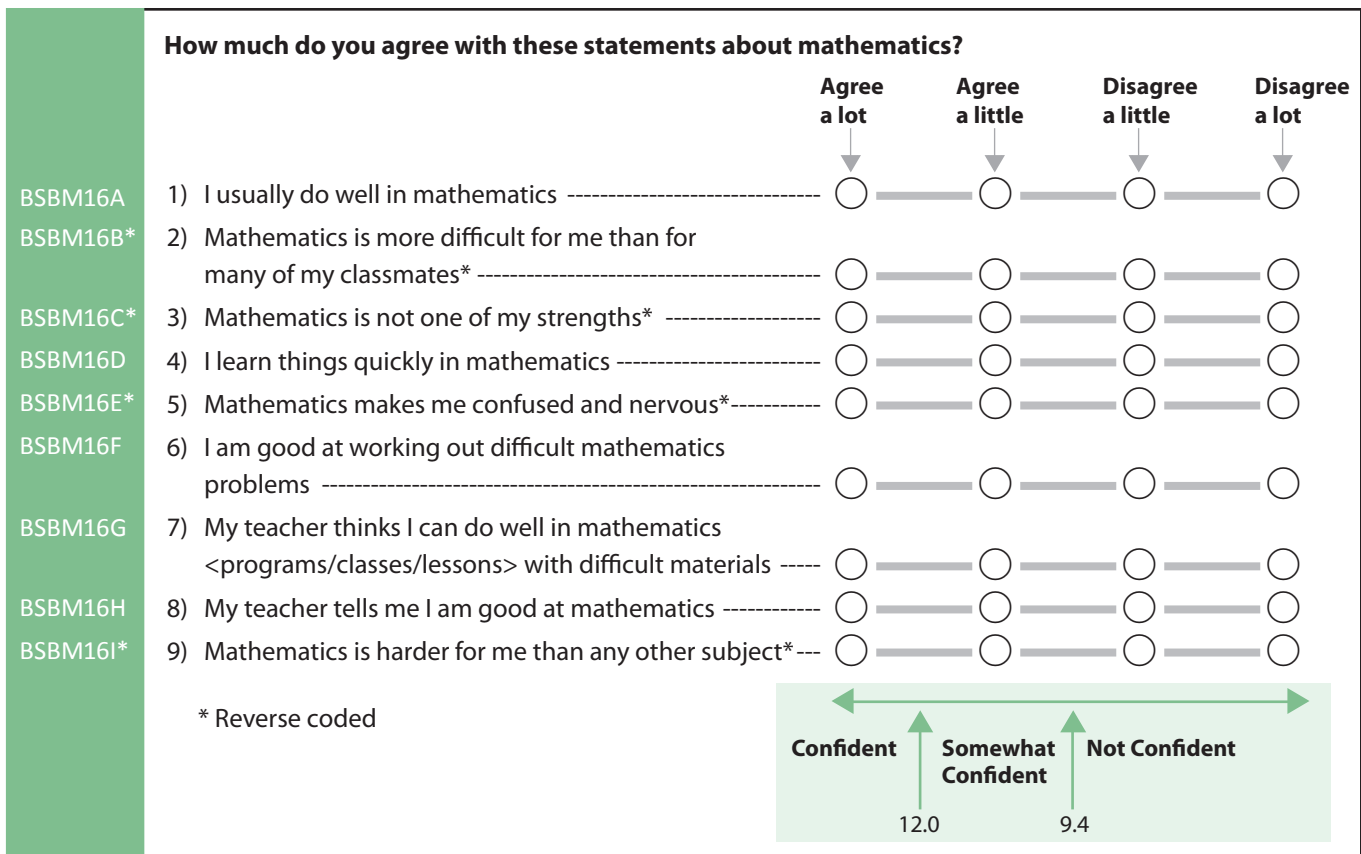 How much do you agree with these statements about mathematics?
Agree a lot
Agree a little
Disagree a little
Disagree a lot
BSBM16A 1) I usually do well in mathematics
BSBM16B* 2) Mathematics is more difficult for me than for
many of my classmates*
BSBM16C* 3) Mathematics is not one of my strengths*
BSBM16D 4) I learn things quickly in mathematics
BSBM16E* 5) Mathematics makes me confused and nervous*
BSBM16F 6) I am good at working out difficult mathematics
problems
BSBM16G 7) My teacher thinks I can do well in mathematics
<programs/classes/lessons> with difficult materials
BSBM16H 8) My teacher tells me I am good at mathematics
BSBM16I* 9) Mathematics is harder for me than any other subject*
* Reverse coded
Confident
Somewhat
Confident
Not Confident
12.0
9.4